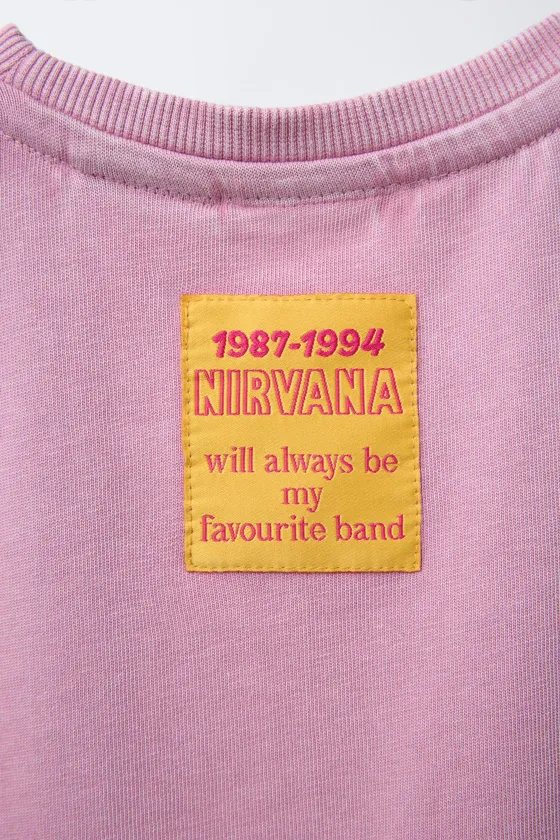 1987-1994
NIRVANA
will always be
my
favourite band